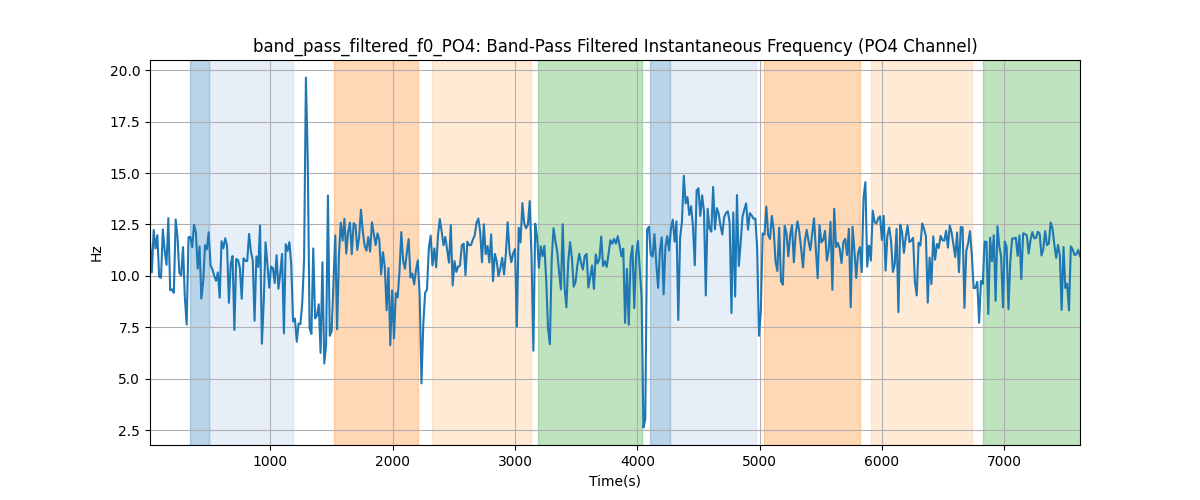 band_pass_filtered_f0_PO4: Band-Pass Filtered Instantaneous Frequency (PO4 Channel)
20.0
17.5
15.0
12.5
10.0
7.5
5.0
2.5
Hz
1000 2000 3000 4000 5000 6000 7000
Time(s)